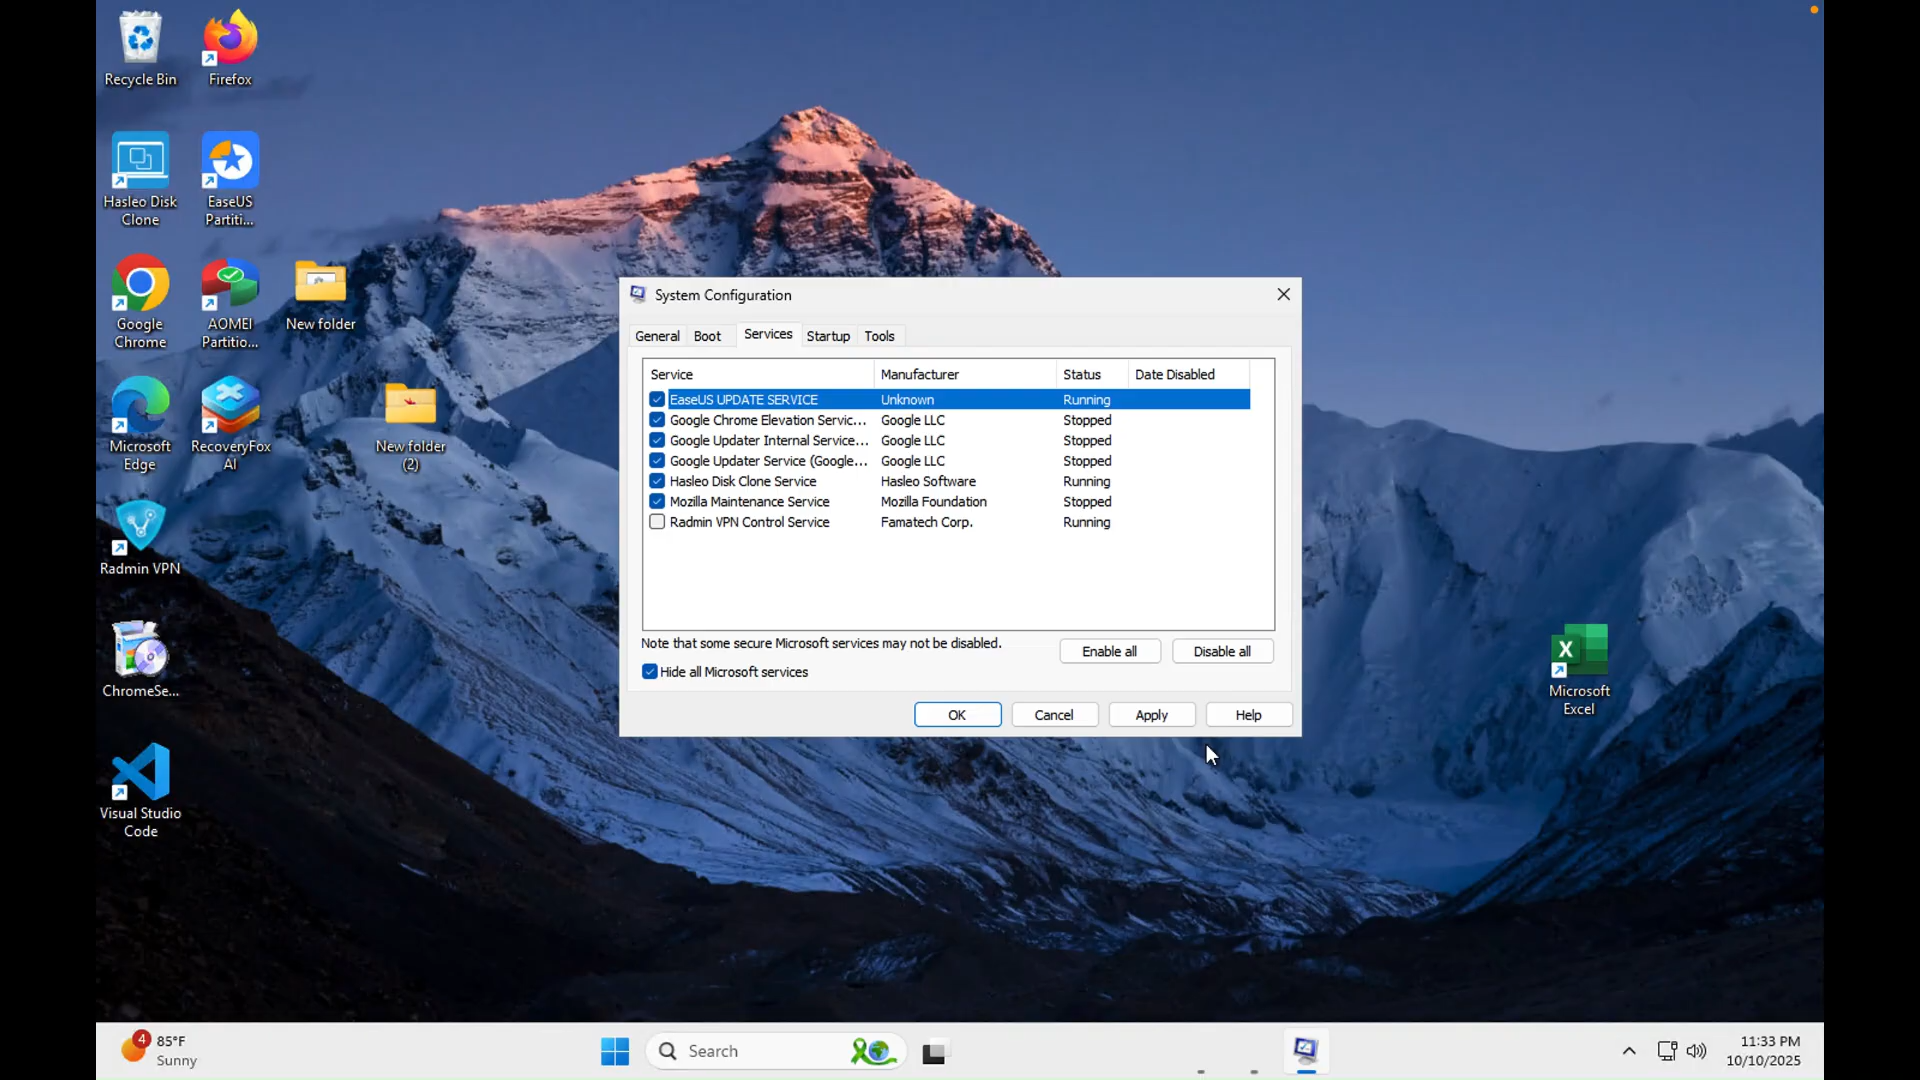 Recycle Bin
Firefox
Hasleo Disk
Clone
EaseUS
Partiti...
Google
Chrome
AOMEI
Partitio...
New folder
Microsoft
Edge
RecoveryFox
AI
New folder
(2)
Radmin VPN
ChromeSe...
Visual Studio
Code
System Configuration
General
Boot
Services
Startup
Tools
Service Manufacturer Status Date Disabled
EaseUS UPDATE SERVICE Unknown Running
Google Chrome Elevation Servic... Google LLC Stopped
Google Updater Internal Service... Google LLC Stopped
Google Updater Service (Google... Google LLC Stopped
Hasleo Disk Clone Service Hasleo Software Running
Mozilla Maintenance Service Mozilla Foundation Stopped
Radmin VPN Control Service Famatech Corp. Running
Note that some secure Microsoft services may not be disabled.
Enable all
Disable all
Hide all Microsoft services
OK
Cancel
Apply
Help
X
Microsoft
Excel
4
85°F
Sunny
Search
11:33 PM
10/10/2025